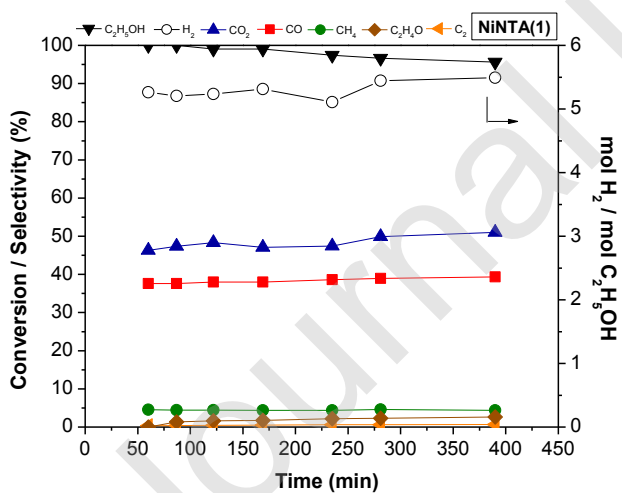 C₂H₅OH H₂ CO₂ CO CH₄ C₂H₄O C₂ NiNTA(1)
100 6
90
5
80
70
4
60
50 3
40
2
30
20
1
10
0 0
0 50 100 150 200 250 300 350 400 450
Time (min)
Conversion / Selectivity (%)
mol H₂ / mol C₂H₅OH
Journal